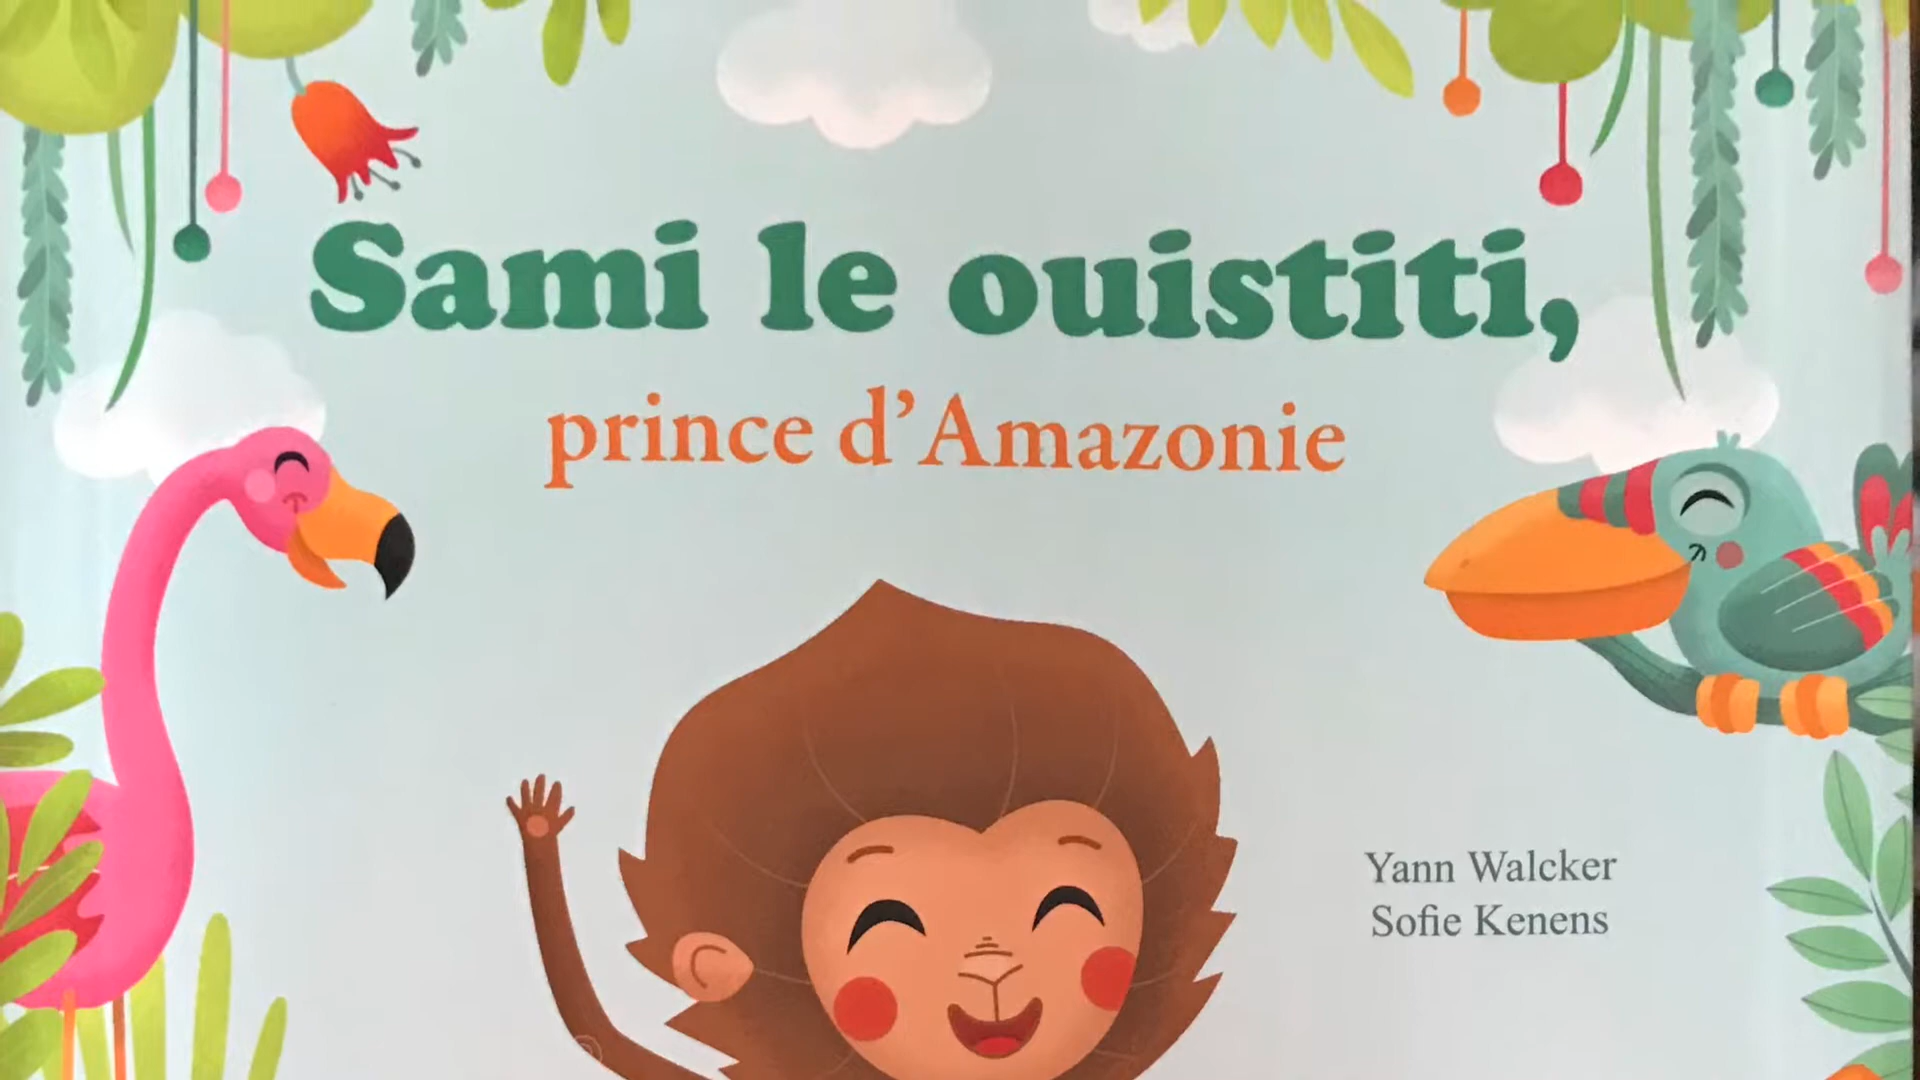 Sami le ouistiti,
prince d’Amazonie
Yann Walcker
Sofie Kenens